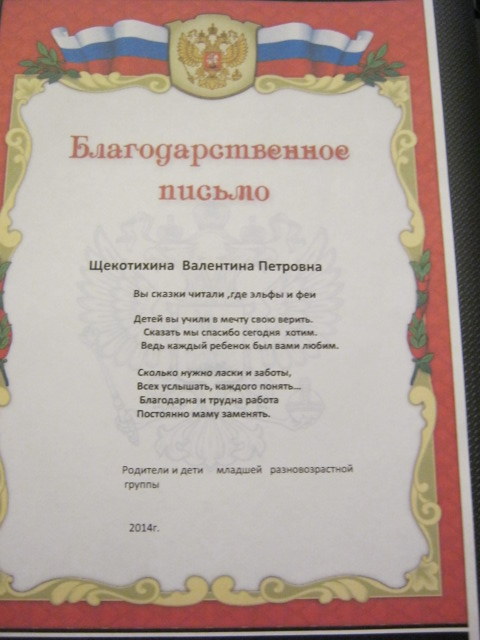 Благодарственное
письмо
Щекотихина Валентина Петровна
Вы сказки читали ,где эльфы и феи
Детей вы учили в мечту свою верить.
Сказать мы спасибо сегодня хотим.
Ведь каждый ребенок был вами любим.
Сколько нужно ласки и заботы,
Всех услышать, каждого понять...
Благодарна и трудна работа
Постоянно маму заменять.
Родители и дети младшей разновозрастной
группы
2014г.